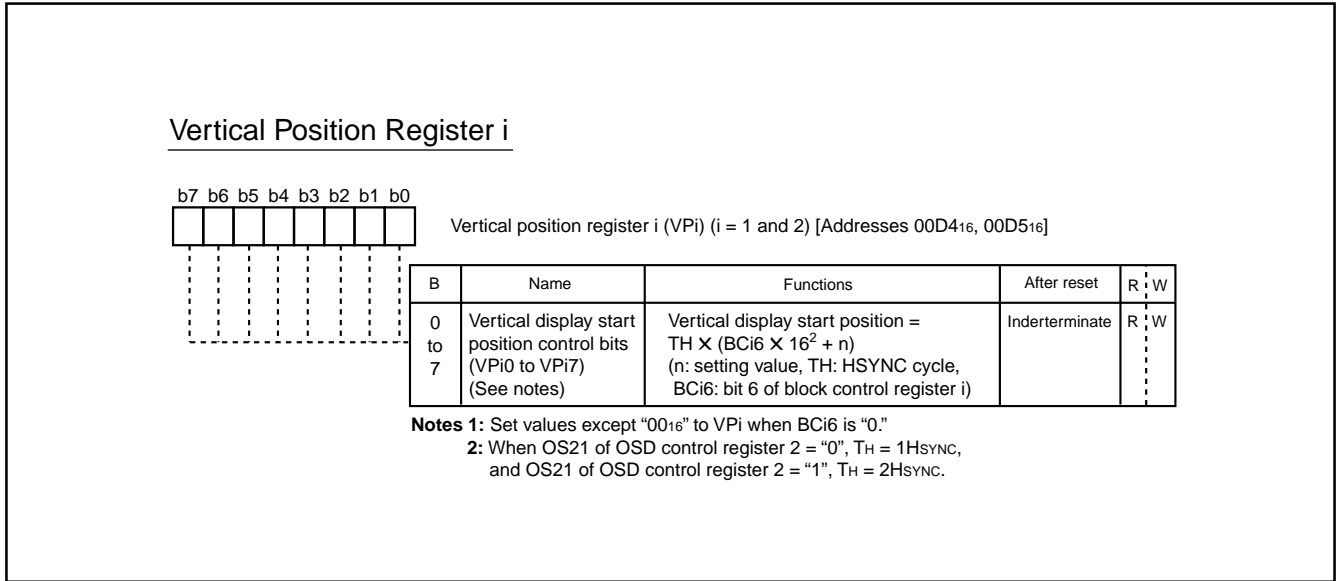 Vertical Position Register i
b7 b6 b5 b4 b3 b2 b1 b0
Vertical position register i (VPi) (i = 1 and 2) [Addresses 00D4₁₆, 00D5₁₆]
B Name Functions After reset R W
0 to 7
Vertical display start
position control bits
(VPi0 to VPi7)
(See notes)
Vertical display start position =
TH X (BCi6 X 16² + n)
(n: setting value, TH: HSYNC cycle,
BCi6: bit 6 of block control register i)
Inderterminate
R W
Notes 1: Set values except “00₁₆” to VPi when BCi6 is “0.”
2: When OS21 of OSD control register 2 = “0”, TH = 1HSYNC,
and OS21 of OSD control register 2 = “1”, TH = 2HSYNC.